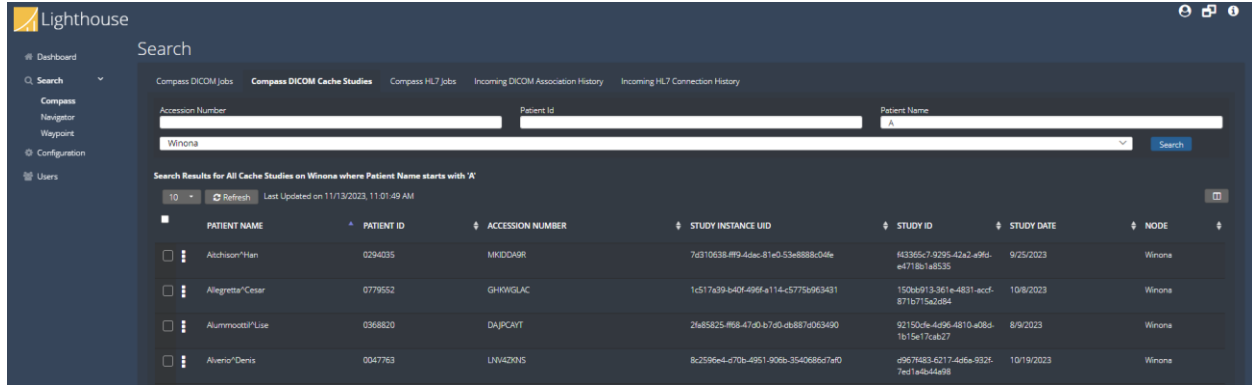 Lighthouse
Search
Dashboard
Search
Compass
Navigator
Waypoint
Configuration
Users
Compass DICOM Jobs Compass DICOM Cache Studies Compass HL7 Jobs Incoming DICOM Association History Incoming HL7 Connection History
Accession Number Patient Id Patient Name
A
Winona Search
Search Results for All Cache Studies on Winona where Patient Name starts with 'A'
10 Refresh Last Updated on 11/13/2023, 11:01:49 AM
PATIENT NAME PATIENT ID ACCESSION NUMBER STUDY INSTANCE UID STUDY ID STUDY DATE NODE
Aitchison^Han 0294035 MKIDDA9R 7d310638-fff9-4dac-81e0-53e8888c04fe f43365c7-9295-42a2-a9fd- 9/25/2023 Winona
e4718b1a8535
Allegretta^Cesar 0779552 GHKWGLAC 1c517a39-b40f-496f-a114-c5775b963431 150bb913-361e-4831-accf- 10/8/2023 Winona
871b715a2d84
Alummoottil^Lise 0368820 DAJPCAYT 2fa85825-ff68-47d0-b7d0-db887d063490 92150cfe-4d96-4810-a08d- 8/9/2023 Winona
1b15e17cab27
Alverio^Denis 0047763 LNV4ZKNS 8c2596e4-d70b-4951-906b-3540686d7af0 d967f483-6217-4d6a-932f- 10/19/2023 Winona
7ed1a4b44a98